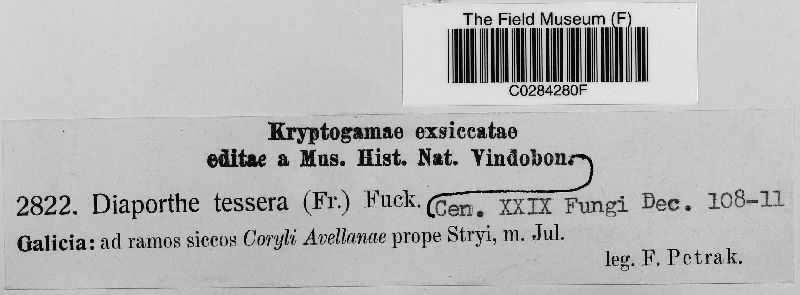 The Field Museum (F)
C0284280F
Kryptogamae exsiccatae
editae a Mus. Hist. Nat. Vindobon.
2822. Diaporthe tessera (Fr.) Fuck. (Cen. XXIX Fungi Dec. 108-11
Galicia: ad ramos siccos Coryli Avellanae prope Stryi, m. Jul.
leg. F. Petrak.